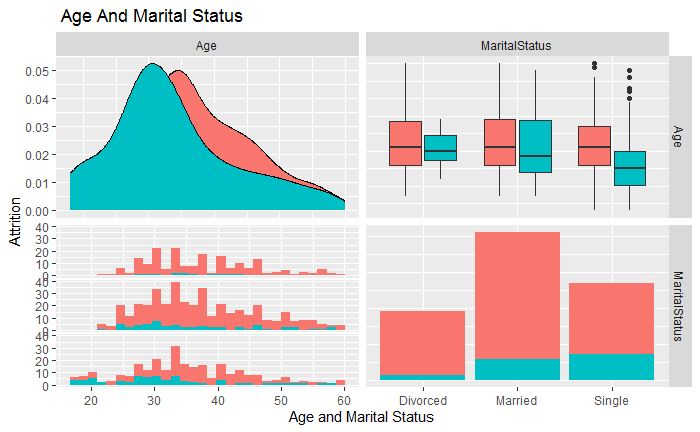 Age And Marital Status
Age
MaritalStatus
0.05
0.04
0.03
0.02
0.01
0.00
Age
Attrition
40
30
20
10
0
40
30
20
10
0
40
30
20
10
0
MaritalStatus
20
30
40
50
60
Divorced
Married
Single
Age and Marital Status